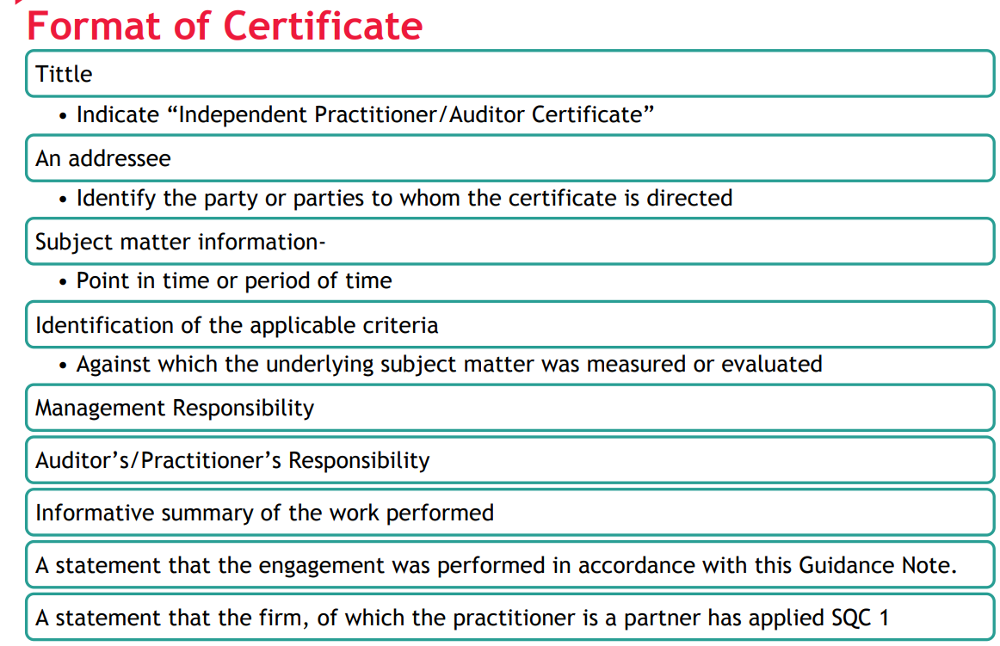 Format of Certificate
Tittle
• Indicate “Independent Practitioner/Auditor Certificate”
An addressee
• Identify the party or parties to whom the certificate is directed
Subject matter information-
• Point in time or period of time
Identification of the applicable criteria
• Against which the underlying subject matter was measured or evaluated
Management Responsibility
Auditor’s/Practitioner’s Responsibility
Informative summary of the work performed
A statement that the engagement was performed in accordance with this Guidance Note.
A statement that the firm, of which the practitioner is a partner has applied SQC 1